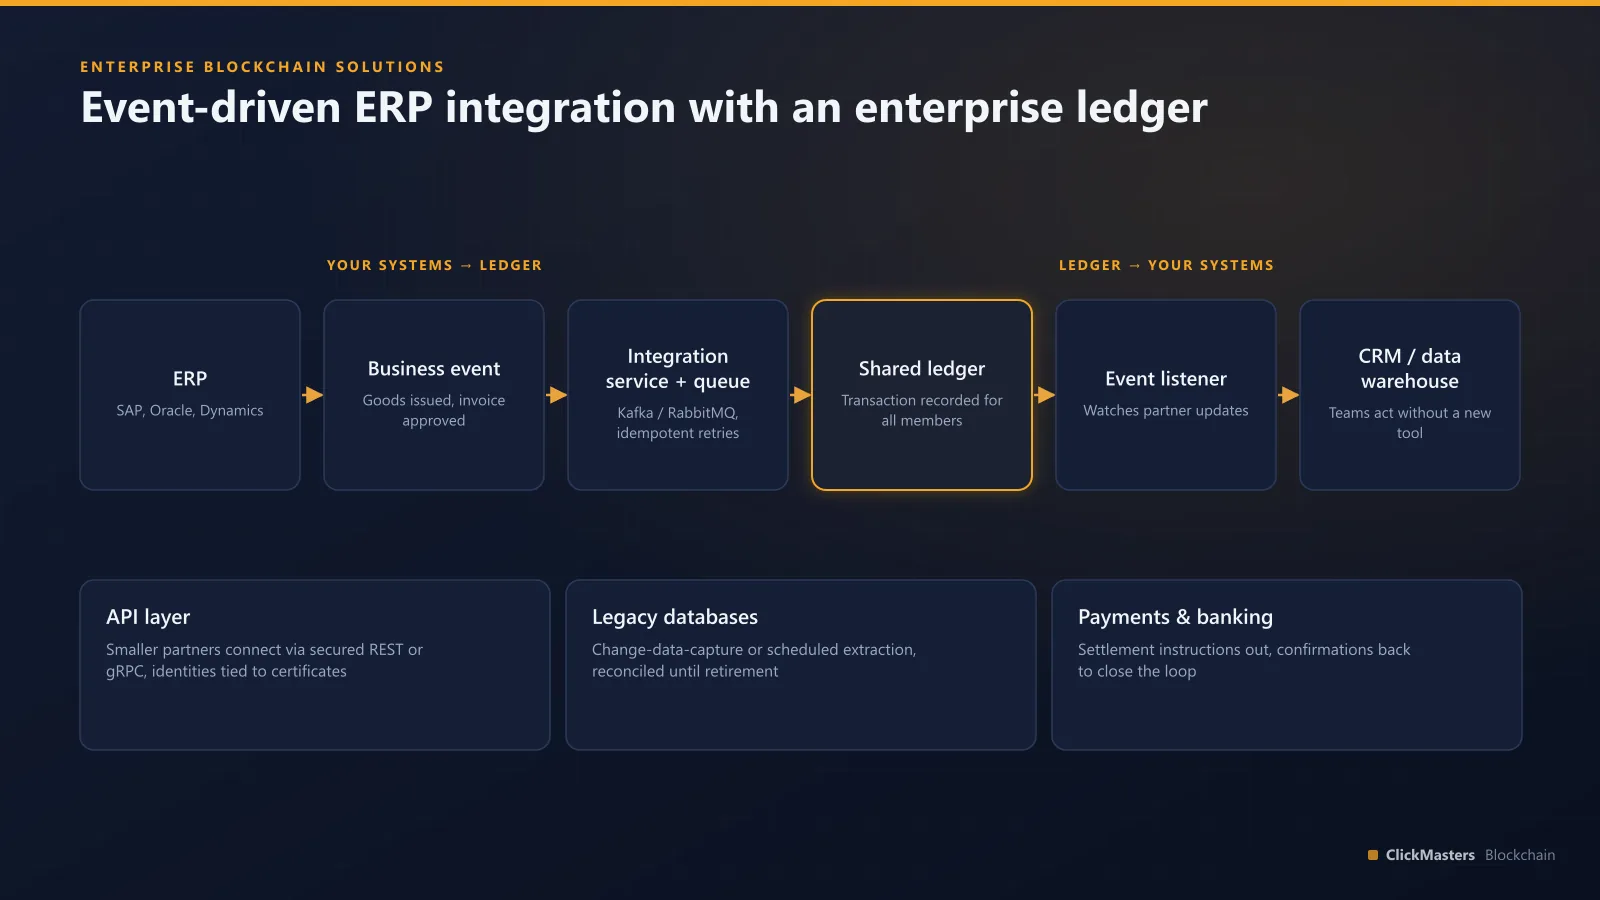 ENTERPRISE BLOCKCHAIN SOLUTIONS
Event-driven ERP integration with an enterprise ledger
YOUR SYSTEMS → LEDGER
LEDGER → YOUR SYSTEMS
ERP
SAP, Oracle, Dynamics
Business event
Goods issued, invoice
approved
Integration
service + queue
Kafka / RabbitMQ,
idempotent retries
Shared ledger
Transaction recorded for
all members
Event listener
Watches partner updates
CRM / data
warehouse
Teams act without a new
tool
API layer
Smaller partners connect via secured REST or
gRPC, identities tied to certificates
Legacy databases
Change-data-capture or scheduled extraction,
reconciled until retirement
Payments & banking
Settlement instructions out, confirmations back
to close the loop
ClickMasters Blockchain